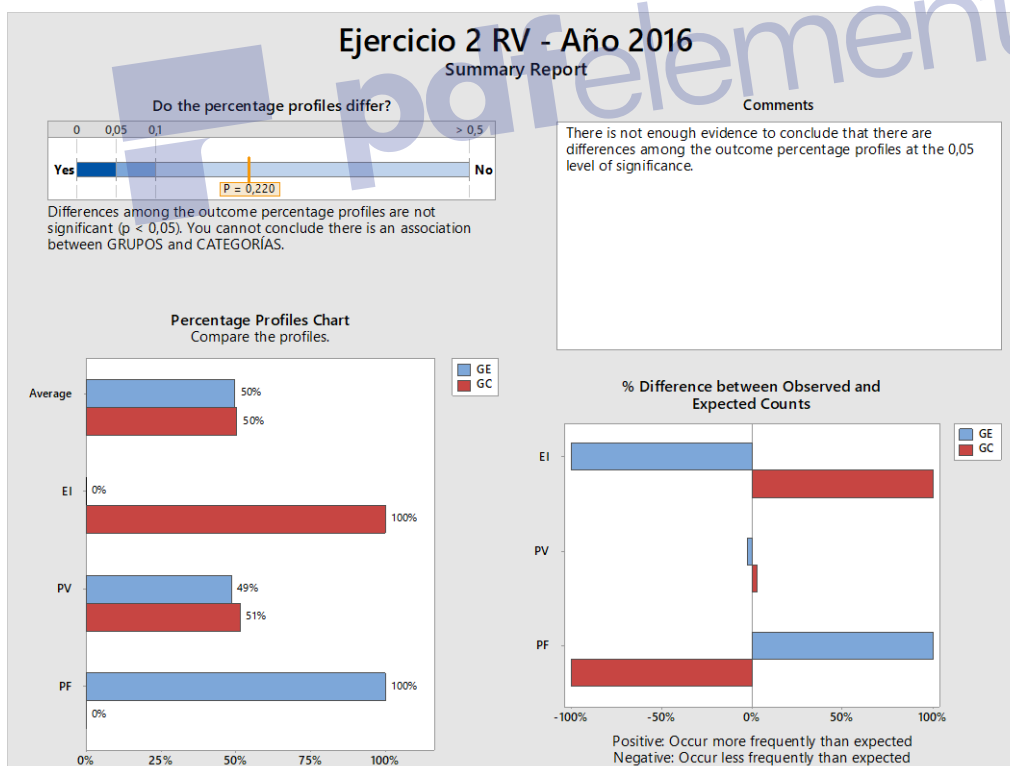 Ejercicio 2 RV - Año 2016
Summary Report
pdfelement
Do the percentage profiles differ?
0 0,05 0,1 > 0,5
Yes No
P = 0,220
Differences among the outcome percentage profiles are not
significant (p < 0,05). You cannot conclude there is an association
between GRUPOS and CATEGORÍAS.
Comments
There is not enough evidence to conclude that there are
differences among the outcome percentage profiles at the 0,05
level of significance.
Percentage Profiles Chart
Compare the profiles.
GE
GC
Average
50%
50%
EI
0%
100%
PV
49%
51%
PF
100%
0%
0% 25% 50% 75% 100%
% Difference between Observed and
Expected Counts
GE
GC
EI
PV
PF
-100% -50% 0% 50% 100%
Positive: Occur more frequently than expected
Negative: Occur less frequently than expected